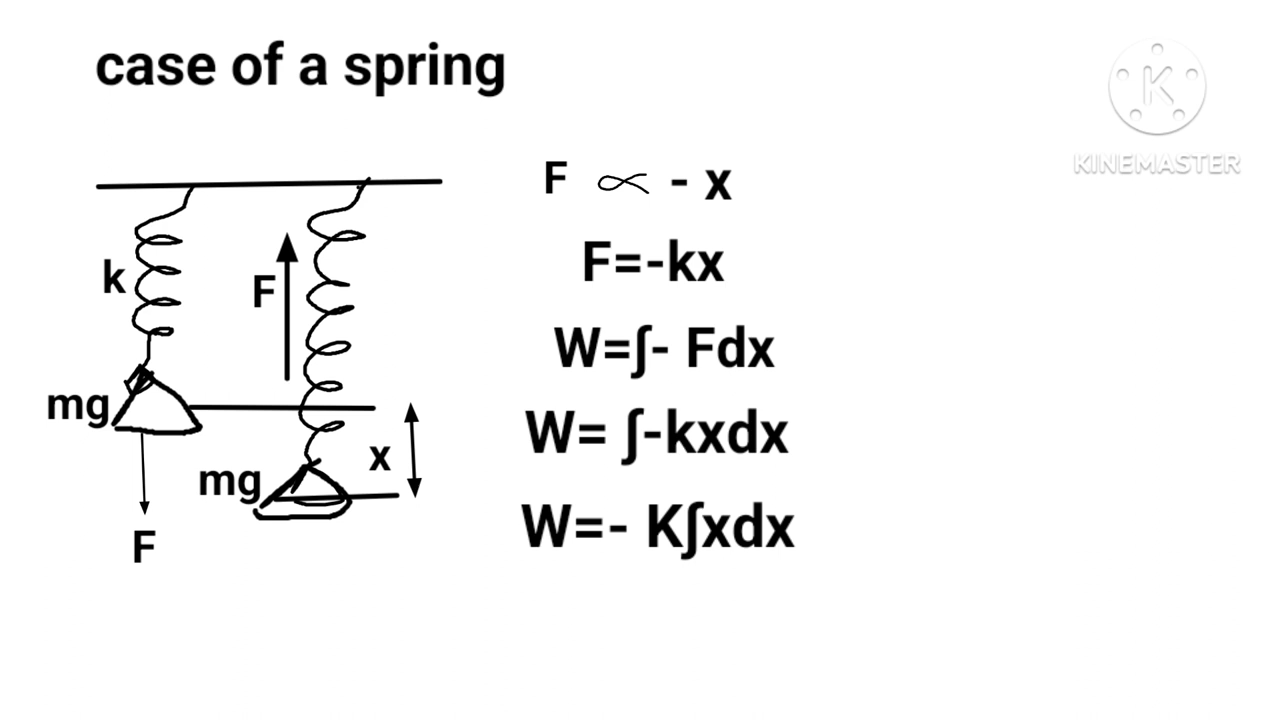 case of a spring
K
KINEMASTER
F ∝ - x
F=-kx
W=∫- Fdx
W= ∫-kxdx
W=- K∫xdx
k
F
mg
mg
x
F